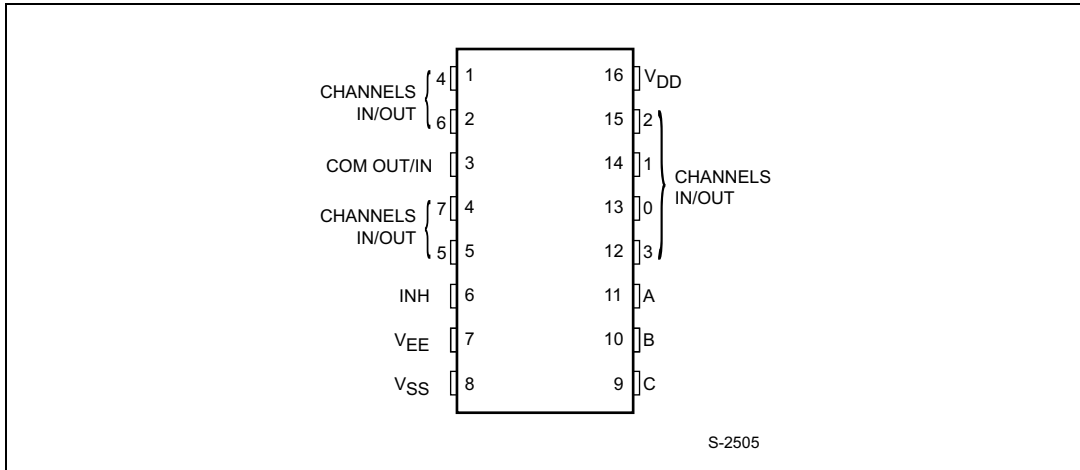 4 1 16 VDD
CHANNELS
IN/OUT
6 2 15 2
COM OUT/IN 3 14 1
CHANNELS
IN/OUT
7 4 13 0
CHANNELS
IN/OUT
5 5 12 3
INH 6 11 A
VEE 7 10 B
VSS 8 9 C
S-2505